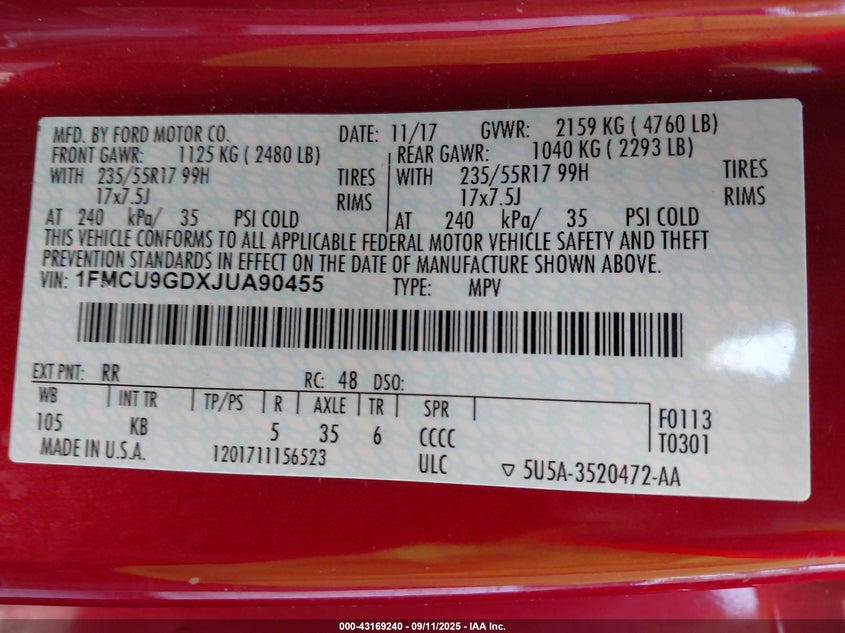 MFD. BY FORD MOTOR CO. DATE: 11/17 GVWR: 2159 KG ( 4760 LB)
FRONT GAWR: 1125 KG ( 2480 LB) REAR GAWR: 1040 KG ( 2293 LB)
WITH 235/55R17 99H TIRES WITH 235/55R17 99H TIRES
17x7.5J RIMS 17x7.5J RIMS
AT 240 kPa/ 35 PSI COLD AT 240 kPa/ 35 PSI COLD
THIS VEHICLE CONFORMS TO ALL APPLICABLE FEDERAL MOTOR VEHICLE SAFETY AND THEFT
PREVENTION STANDARDS IN EFFECT ON THE DATE OF MANUFACTURE SHOWN ABOVE.
VIN: 1FMCU9GDXJUA90455 TYPE: MPV
EXT PNT: RR RC: 48 DSO:
WB INT TR TP/PS R AXLE TR SPR F0113
105 KB 5 35 6 CCCC T0301
MADE IN U.S.A. 1201711156523 ULC ▽ 5U5A-3520472-AA
000-43169240 - 09/11/2025 - IAA Inc.